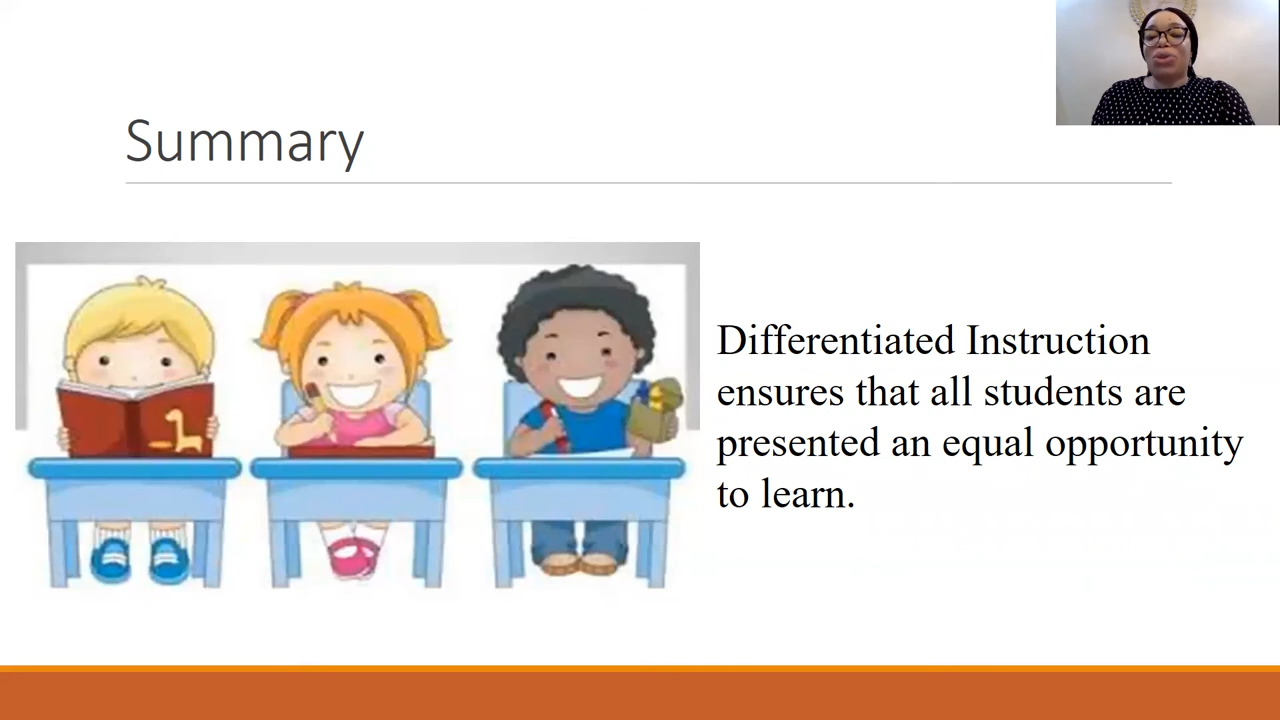 Summary
Differentiated Instruction
ensures that all students are
presented an equal opportunity
to learn.